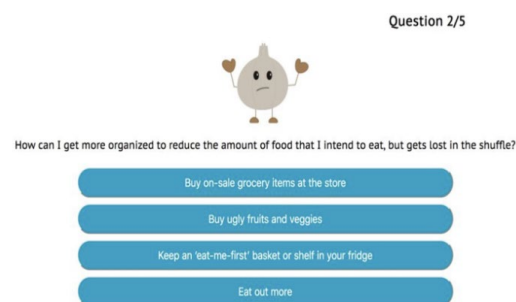 Question 2/5
How can I get more organized to reduce the amount of food that I intend to eat, but gets lost in the shuffle?
Buy on-sale grocery items at the store
Buy ugly fruits and veggies
Keep an 'eat-me-first' basket or shelf in your fridge
Eat out more